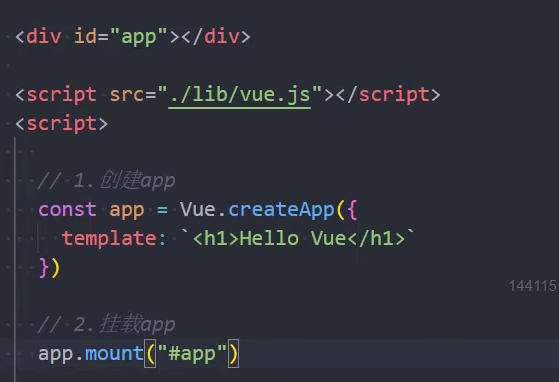 <div id="app"></div>
<script src="./lib/vue.js"></script>
<script>
// 1.创建app
const app = Vue.createApp({
template: `<h1>Hello Vue</h1>`
})
144115
// 2.挂载app
app.mount("#app")